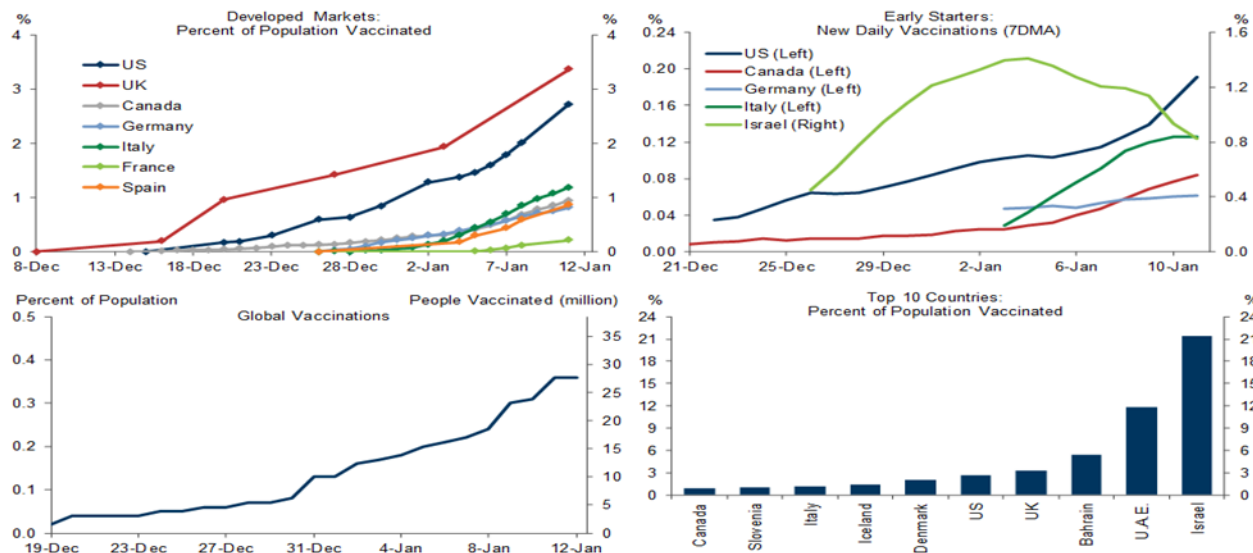 Developed Markets:
Percent of Population Vaccinated
%
%
4
3
2
1
0
4
3
2
1
0
US
UK
Canada
Germany
Italy
France
Spain
8-Dec 13-Dec 18-Dec 23-Dec 28-Dec 2-Jan 7-Jan 12-Jan
Early Starters:
New Daily Vaccinations (7DMA)
%
%
0.24
0.20
0.16
0.12
0.08
0.04
0.00
1.6
1.2
0.8
0.4
0.0
US (Left)
Canada (Left)
Germany (Left)
Italy (Left)
Israel (Right)
21-Dec 25-Dec 29-Dec 2-Jan 6-Jan 10-Jan
Percent of Population
People Vaccinated (million)
Global Vaccinations
0.5
0.4
0.3
0.2
0.1
0.0
35
30
25
20
15
10
5
0
19-Dec 23-Dec 27-Dec 31-Dec 4-Jan 8-Jan 12-Jan
Top 10 Countries:
Percent of Population Vaccinated
%
%
24
21
18
15
12
9
6
3
0
24
21
18
15
12
9
6
3
0
Canada
Slovenia
Italy
Iceland
Denmark
US
UK
Bahrain
U.A.E.
Israel